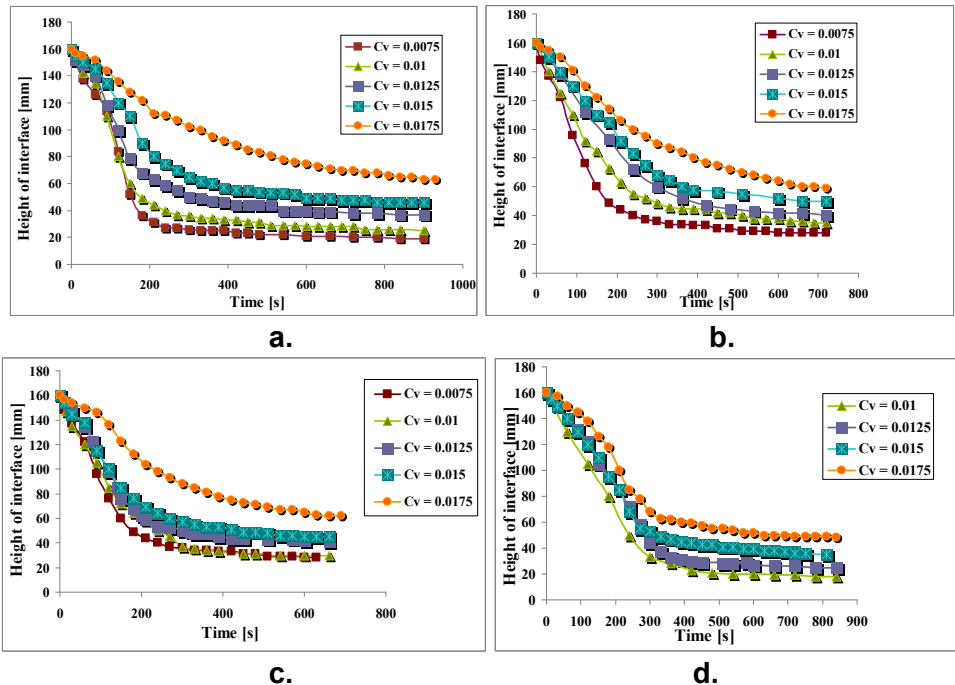 180
160
140
120
100
80
60
40
20
0
Height of interface [mm]
0
200
400
600
800
1000
Time [s]
Cv = 0.0075
Cv = 0.01
Cv = 0.0125
Cv = 0.015
Cv = 0.0175
a.
180
160
140
120
100
80
60
40
20
0
Height of interface [mm]
0
100
200
300
400
500
600
700
800
Time [s]
Cv = 0.0075
Cv = 0.01
Cv = 0.0125
Cv = 0.015
Cv = 0.0175
b.
180
160
140
120
100
80
60
40
20
0
Height of interface [mm]
0
200
400
600
800
Time [s]
Cv = 0.0075
Cv = 0.01
Cv = 0.0125
Cv = 0.015
Cv = 0.0175
c.
180
160
140
120
100
80
60
40
20
0
Height of interface [mm]
0
100
200
300
400
500
600
700
800
900
Time [s]
Cv = 0.01
Cv = 0.0125
Cv = 0.015
Cv = 0.0175
d.